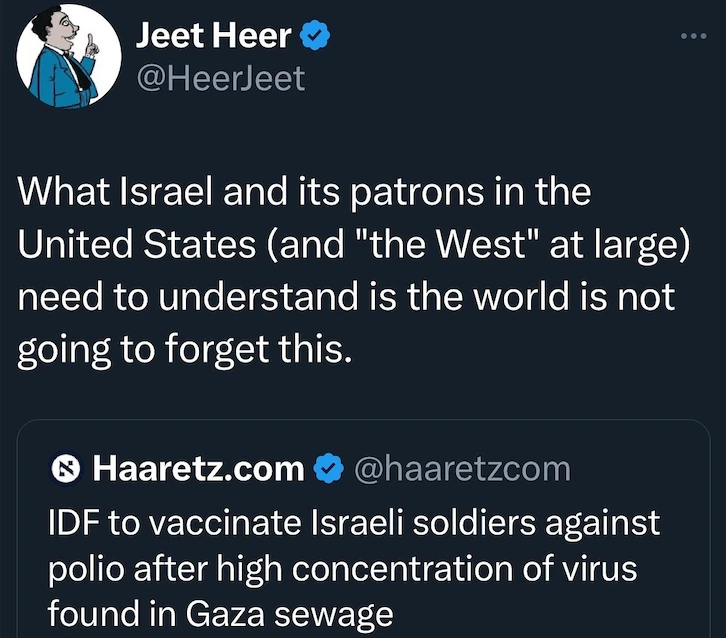 Jeet Heer
@HeerJeet
What Israel and its patrons in the
United States (and "the West" at large)
need to understand is the world is not
going to forget this.
Haaretz.com @haaretzcom
IDF to vaccinate Israeli soldiers against
polio after high concentration of virus
found in Gaza sewage